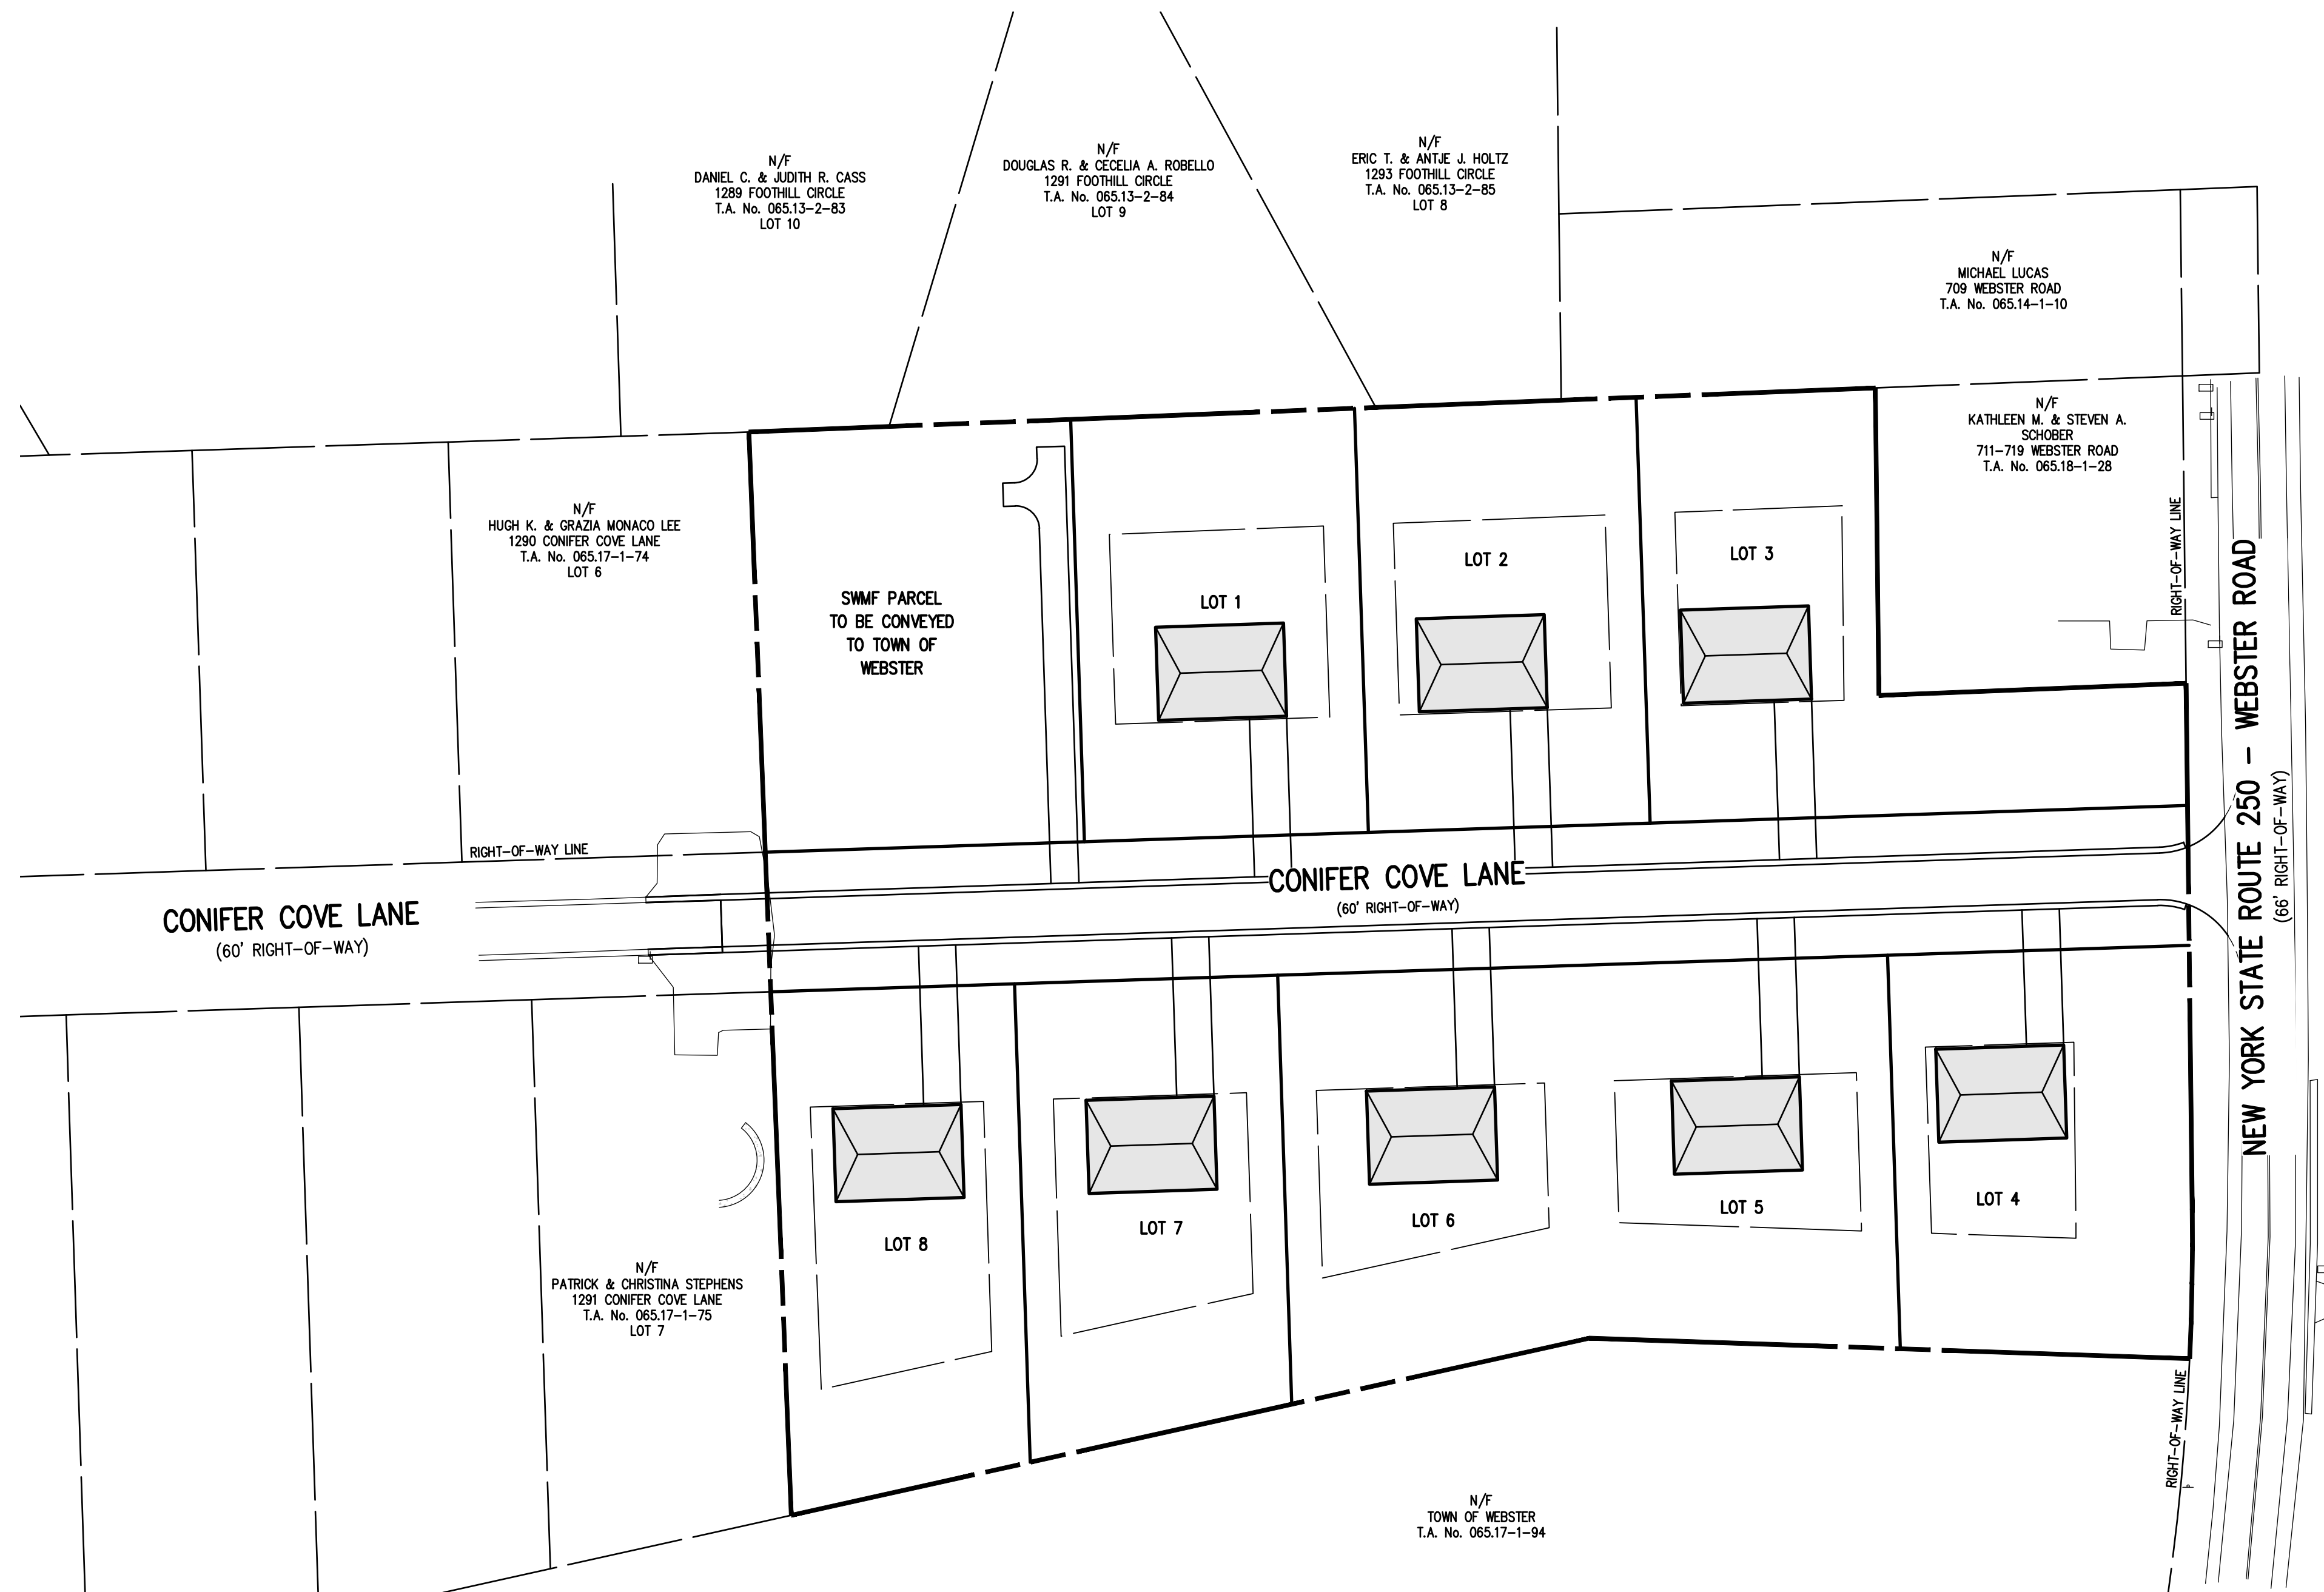 N/F
DANIEL C. & JUDITH R. CASS
1289 FOOTHILL CIRCLE
T.A. No. 065.13-2-83
LOT 10
N/F
DOUGLAS R. & CECELIA A. ROBELLO
1291 FOOTHILL CIRCLE
T.A. No. 065.13-2-84
LOT 9
N/F
ERIC T. & ANTJE J. HOLTZ
1293 FOOTHILL CIRCLE
T.A. No. 065.13-2-85
LOT 8
N/F
MICHAEL LUCAS
709 WEBSTER ROAD
T.A. No. 065.14-1-10
N/F
KATHLEEN M. & STEVEN A.
SCHOBER
711-719 WEBSTER ROAD
T.A. No. 065.18-1-28
RIGHT-OF-WAY LINE
N/F
HUGH K. & GRAZIA MONACO LEE
1290 CONIFER COVE LANE
T.A. No. 065.17-1-74
LOT 6
SWMF PARCEL
TO BE CONVEYED
TO TOWN OF
WEBSTER
LOT 1
LOT 2
LOT 3
NEW YORK STATE ROUTE 250 - WEBSTER ROAD
(66' RIGHT-OF-WAY)
RIGHT-OF-WAY LINE
CONIFER COVE LANE
(60' RIGHT-OF-WAY)
CONIFER COVE LANE
(60' RIGHT-OF-WAY)
LOT 8
LOT 7
LOT 6
LOT 5
LOT 4
N/F
PATRICK & CHRISTINA STEPHENS
1291 CONIFER COVE LANE
T.A. No. 065.17-1-75
LOT 7
RIGHT-OF-WAY LINE
N/F
TOWN OF WEBSTER
T.A. No. 065.17-1-94